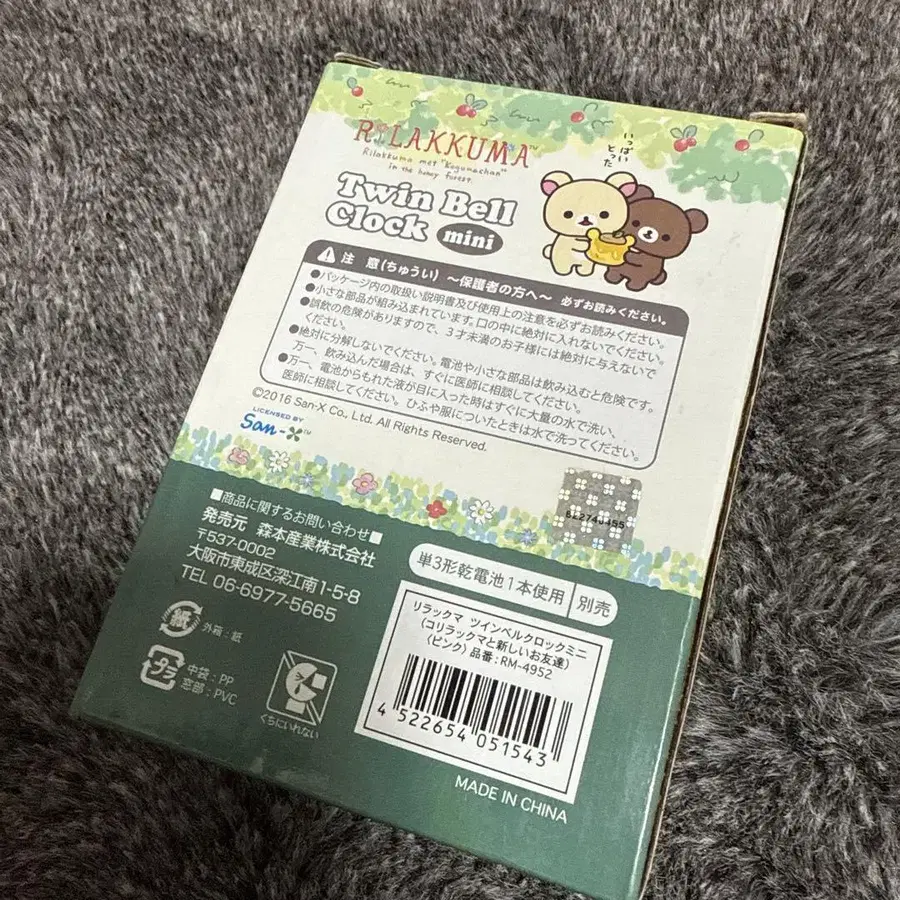 いっぱい
とった
RiLAKKUMA™
Rilakkuma met "Kogumachan"
in the honey forest.
Twin Bell
Clock mini
注 意(ちゅうい) 〜保護者の方へ〜 必ずお読みください。
●パッケージ内の取扱い説明書及び使用上の注意を必ずお読みください。
●小さな部品が組み込まれています。口の中に絶対に入れないでください。
●誤飲の危険がありますので、3才未満のお子様には絶対に与えないで
ください。
●絶対に分解しないでください。電池や小さな部品は飲み込むと危険です。
万一、飲み込んだ場合は、すぐに医師に相談してください。
●万一、電池からもれた液が目に入った時はすぐに大量の水で洗い、
医師に相談してください。ひふや服についたときは水で洗ってください。
©2016 San-X Co., Ltd. All Rights Reserved.
LICENSED BY
San-X™
■商品に関するお問い合わせ■
発売元 森本産業株式会社
〒537-0002
大阪市東成区深江南1-5-8
TEL 06-6977-5665
紙
外箱:紙
プラ
中袋:PP
窓部:PVC
くちにいれない
単3形乾電池1本使用 別売
リラックマ ツインベルクロックミニ
(コリラックマと新しいお友達)
(ピンク) 品番:RM-4952
4 522654 051543
MADE IN CHINA